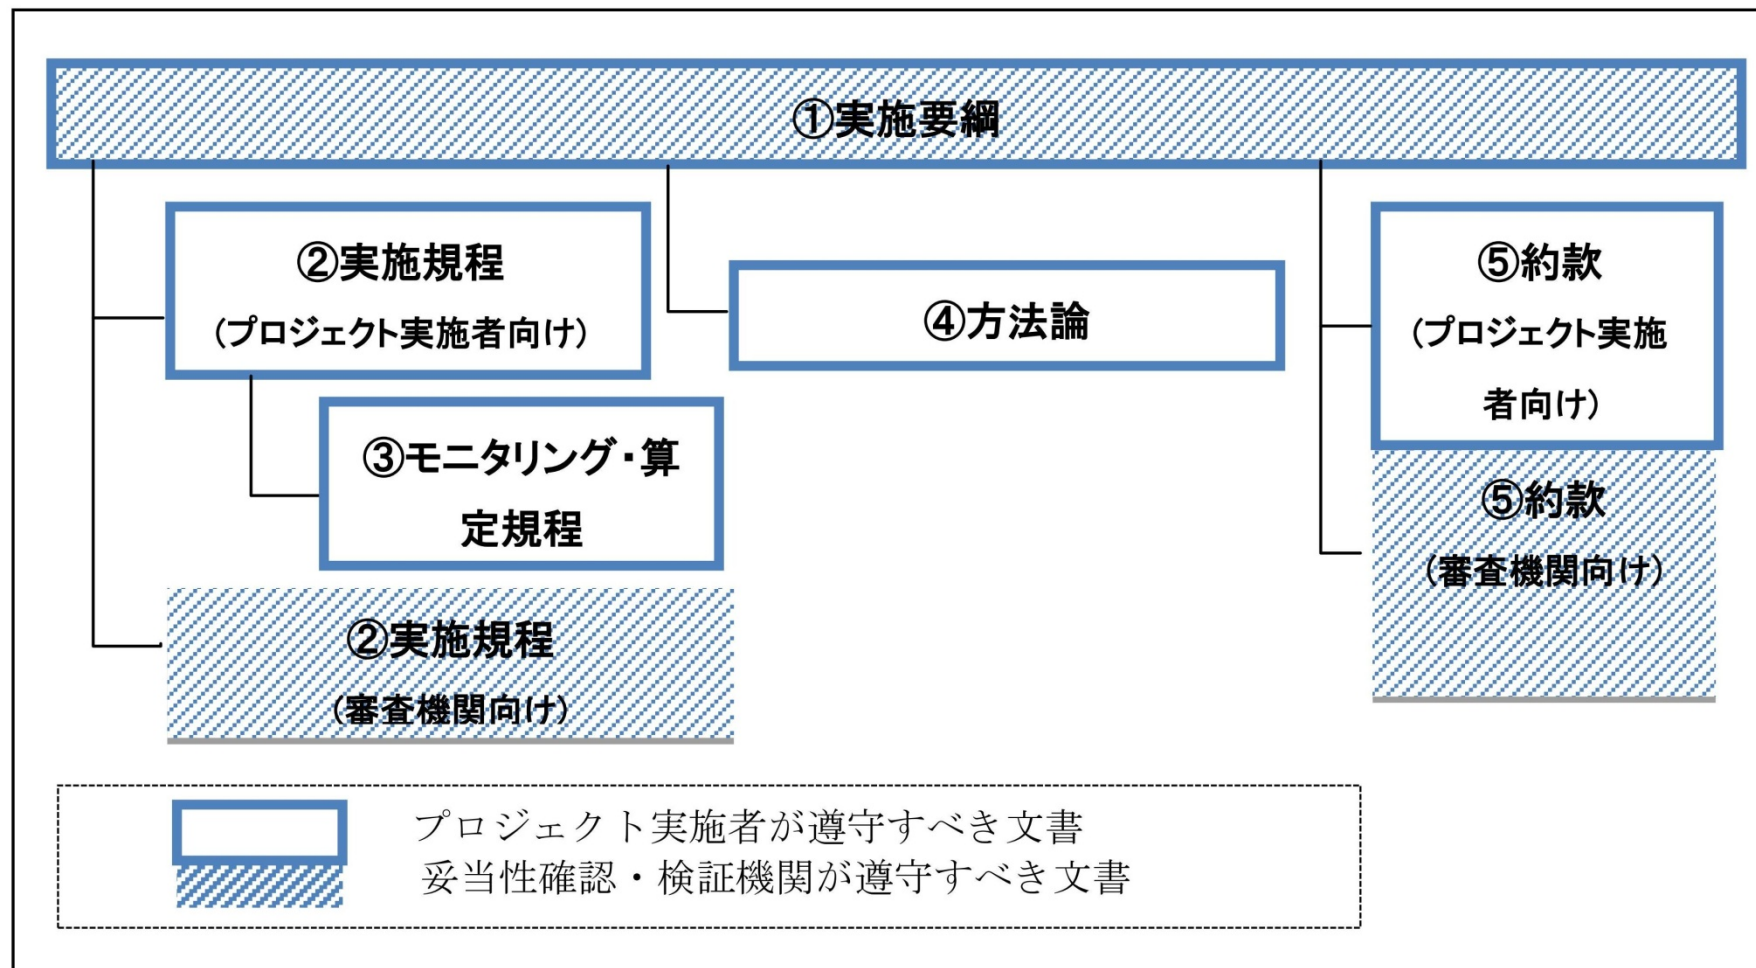 ①実施要綱
②実施規程
(プロジェクト実施者向け)
③モニタリング・算
定規程
②実施規程
(審査機関向け)
④方法論
⑤約款
(プロジェクト実施
者向け)
⑤約款
(審査機関向け)
プロジェクト実施者が遵守すべき文書
妥当性確認・検証機関が遵守すべき文書